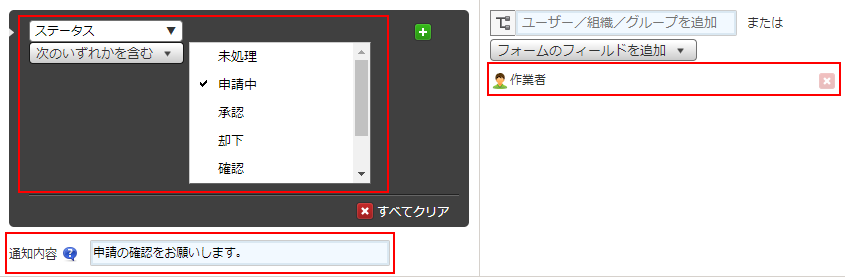 ステータス
次のいずれかを含む
未処理
申請中
承認
却下
確認
すべてクリア
通知内容
申請の確認をお願いします。
ユーザー／組織／グループを追加 または
フォームのフィールドを追加
作業者